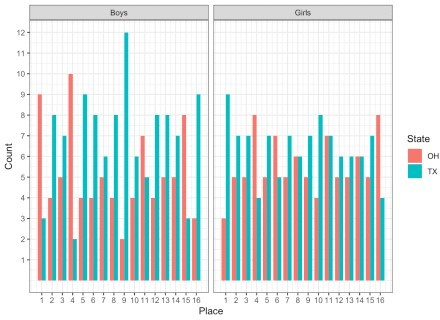 Boys Girls
12
11
10
9
8
7
6
5
4
3
2
1
Count
1 2 3 4 5 6 7 8 9 10 11 12 13 14 15 16 1 2 3 4 5 6 7 8 9 10 11 12 13 14 15 16
Place
State
OH
TX